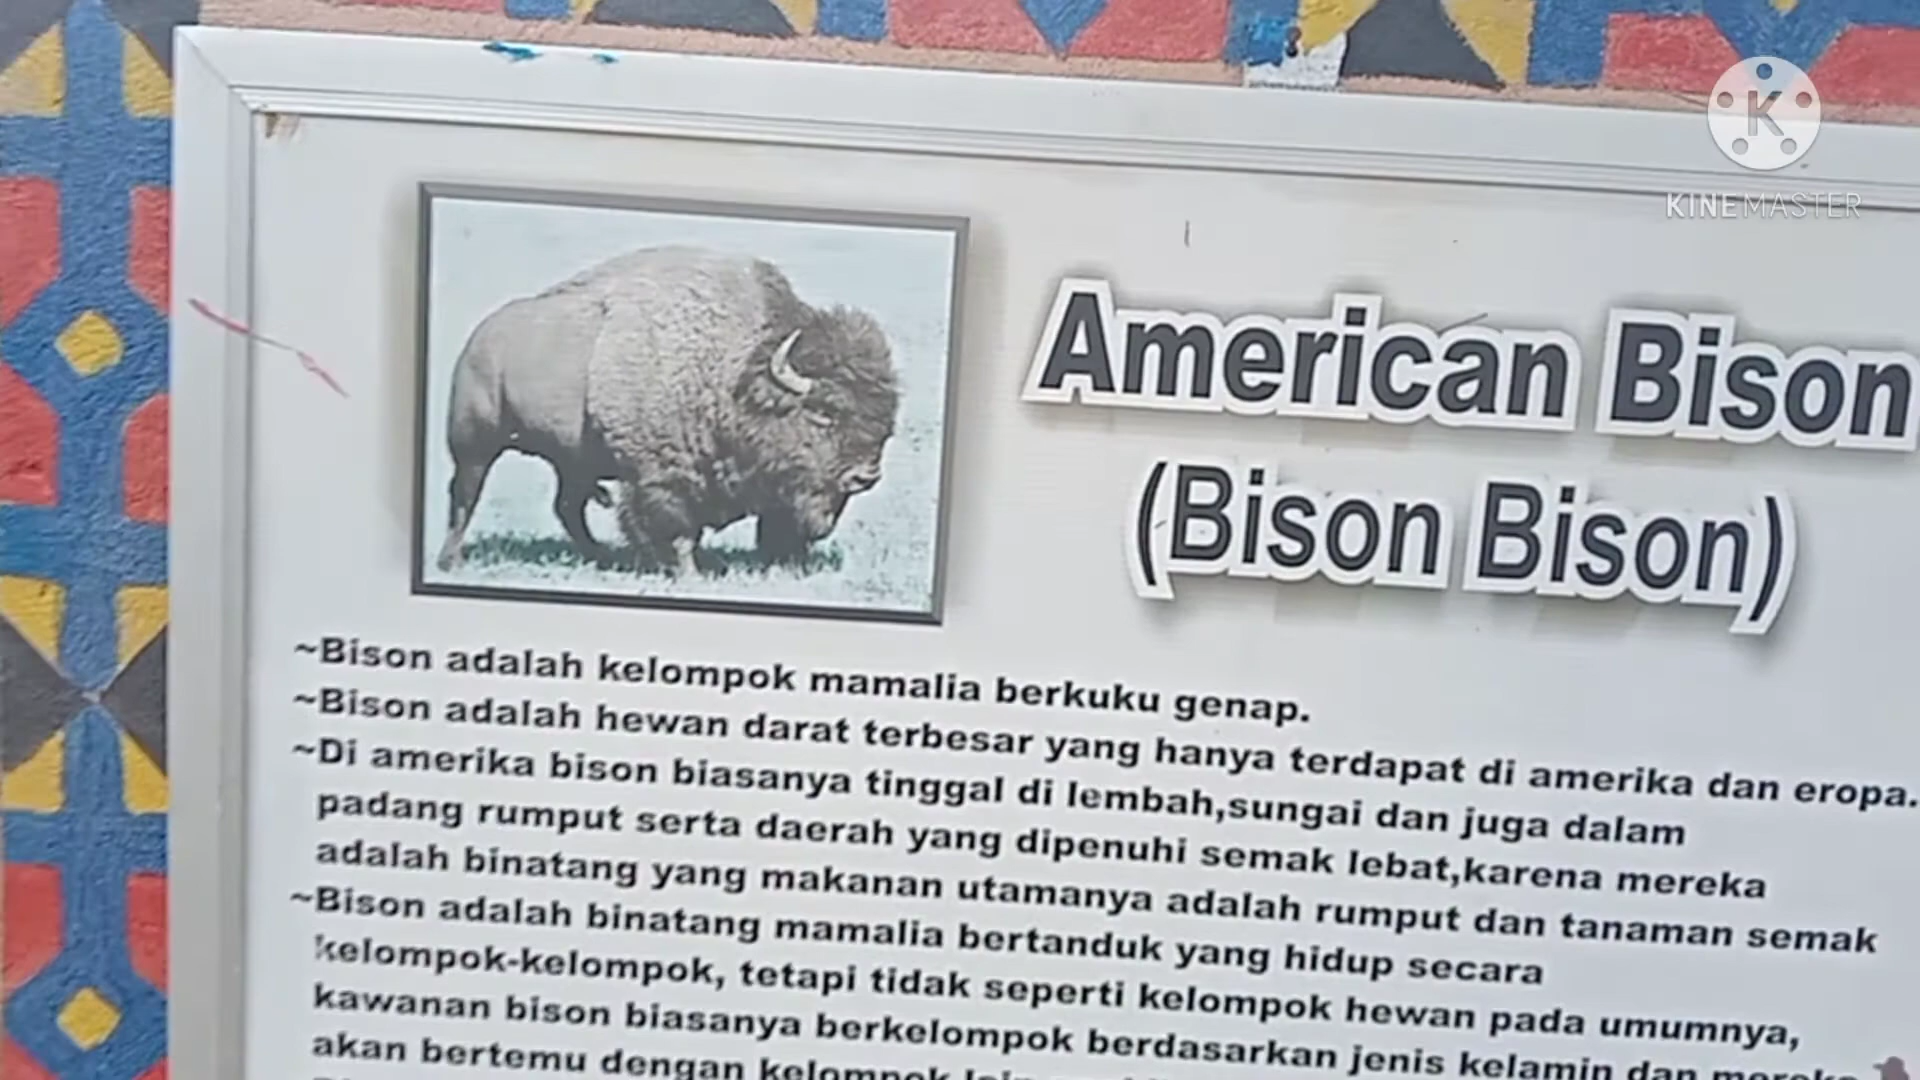 KINEMASTER
American Bison
(Bison Bison)
~Bison adalah kelompok mamalia berkuku genap.
~Bison adalah hewan darat terbesar yang hanya terdapat di amerika dan eropa.
~Di amerika bison biasanya tinggal di lembah,sungai dan juga dalam
padang rumput serta daerah yang dipenuhi semak lebat,karena mereka
adalah binatang yang makanan utamanya adalah rumput dan tanaman semak
~Bison adalah binatang mamalia bertanduk yang hidup secara
kelompok-kelompok, tetapi tidak seperti kelompok hewan pada umumnya,
kawanan bison biasanya berkelompok berdasarkan jenis kelamin dan mereka
akan bertemu dengan kelompok lain